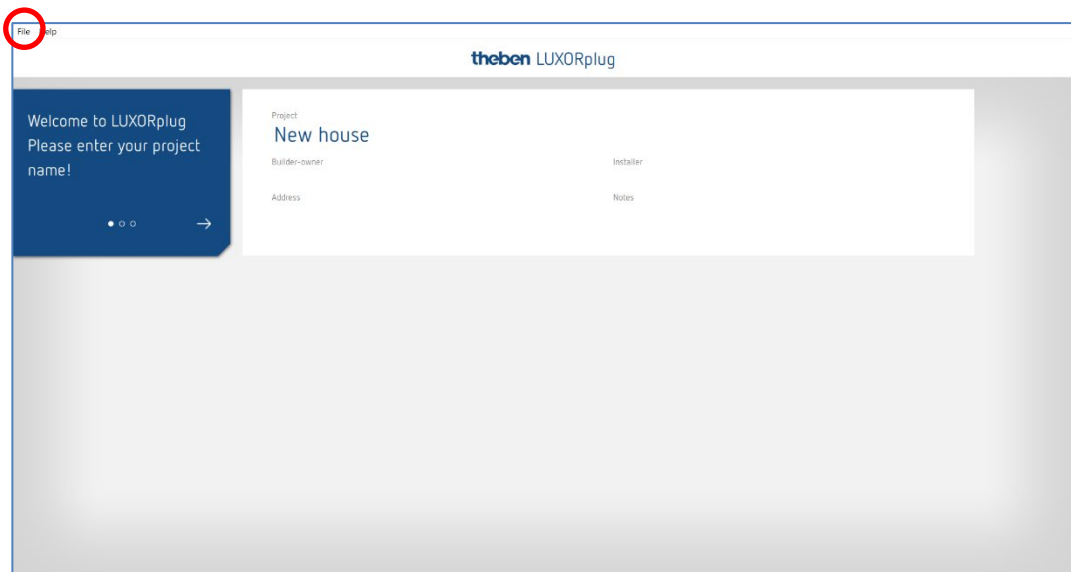 File Help
theben LUXORplug
Welcome to LUXORplug
Please enter your project
name!
Project
New house
Builder-owner
Installer
Address
Notes